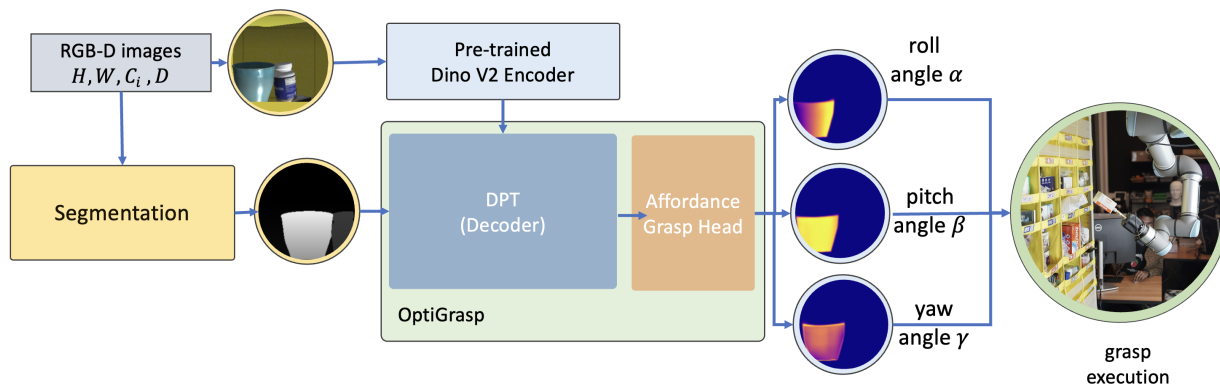 RGB-D images
H, W, C_i , D
Pre-trained
Dino V2 Encoder
Segmentation
DPT
(Decoder)
Affordance
Grasp Head
OptiGrasp
roll
angle α
pitch
angle β
yaw
angle γ
grasp
execution